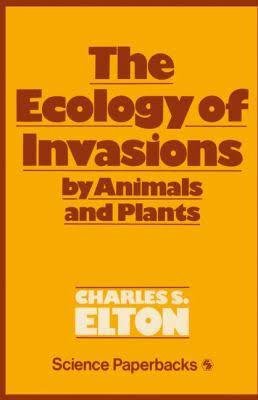 The
Ecology of
Invasions
by Animals
and Plants
CHARLES S.
ELTON
Science Paperbacks